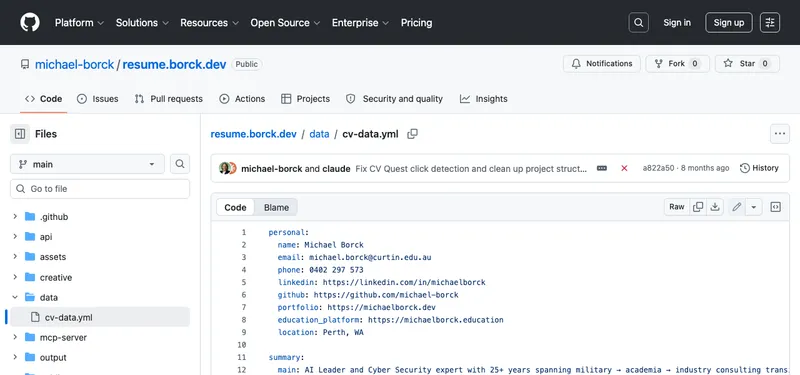 Platform Solutions Resources Open Source Enterprise Pricing Sign in Sign up
michael-borck / resume.borck.dev Public Notifications Fork 0 Star 0
Code Issues Pull requests Actions Projects Security and quality Insights
Files
main
Go to file
.github
api
assets
creative
data
cv-data.yml
mcp-server
output
resume.borck.dev / data / cv-data.yml
michael-borck and claude Fix CV Quest click detection and clean up project struct... a822a50 · 8 months ago History
Code Blame Raw
1 personal:
2 name: Michael Borck
3 email: michael.borck@curtin.edu.au
4 phone: 0402 297 573
5 linkedin: https://linkedin.com/in/michaelborck
6 github: https://github.com/michael-borck
7 portfolio: https://michaelborck.dev
8 education_platform: https://michaelborck.education
9 location: Perth, WA
10
11 summary:
12 main: AI Leader and Cyber Security expert with 25+ years spanning military → academia → industry consulting trans